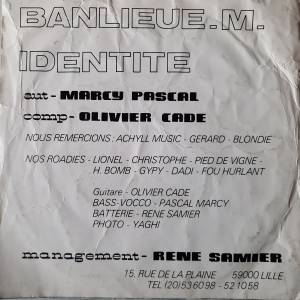 BANLIEUE.M.
IDENTITE
aut- MARCY PASCAL
comp- OLIVIER CADE
NOUS REMERCIONS: ACHYLL MUSIC - GERARD - BLONDIE
NOS ROADIES - LIONEL - CHRISTOPHE - PIED DE VIGNE -
H. BOMB - GYPY - DADI - FOU HURLANT
Guitare - OLIVIER CADE
BASS-VOCCO - PASCAL MARCY
BATTERIE - RENE SAMIER
PHOTO - YAGHI
management- RENE SAMIER
15, RUE DE LA PLAINE 59000 LILLE
TEL (20) 53 60 98 - 52 10 58